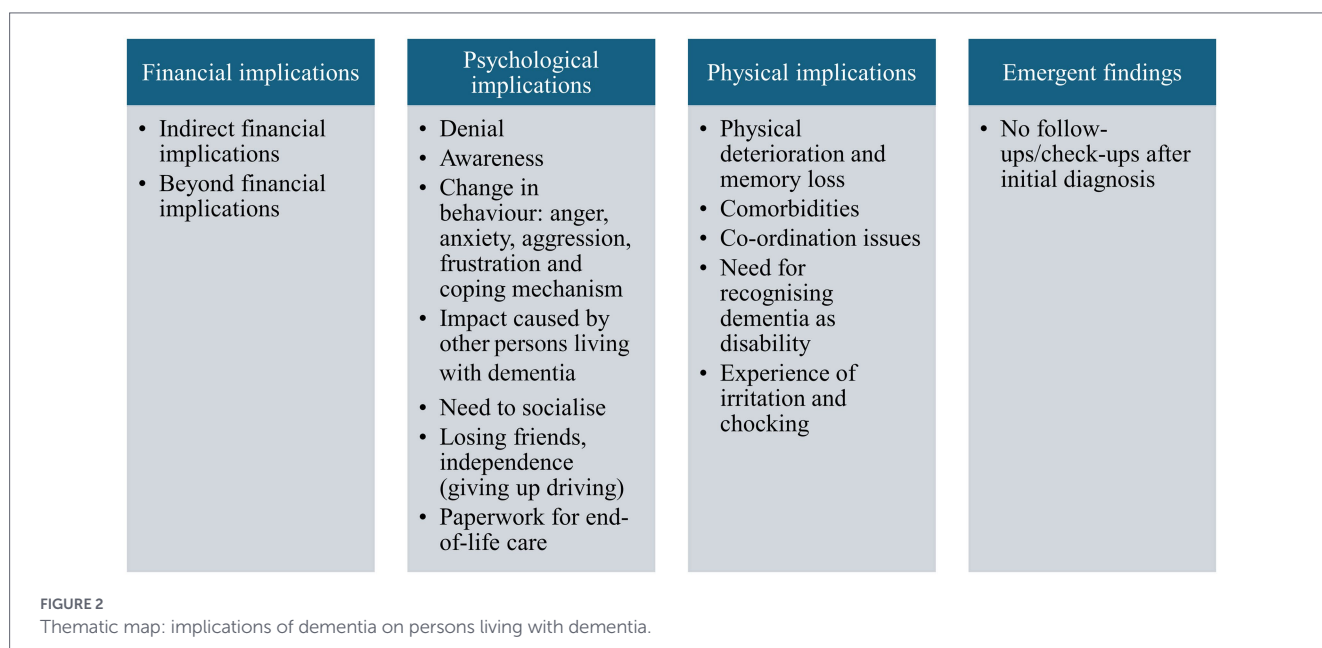 Financial implications
• Indirect financial
implications
• Beyond financial
implications
Psychological
implications
• Denial
• Awareness
• Change in
behaviour: anger,
anxiety, aggression,
frustration and
coping mechanism
• Impact caused by
other persons living
with dementia
• Need to socialise
• Losing friends,
independence
(giving up driving)
• Paperwork for end-
of-life care
Physical implications
• Physical
deterioration and
memory loss
• Comorbidities
• Co-ordination issues
• Need for
recognising
dementia as
disability
• Experience of
irritation and
chocking
Emergent findings
• No follow-
ups/check-ups after
initial diagnosis
FIGURE 2
Thematic map: implications of dementia on persons living with dementia.